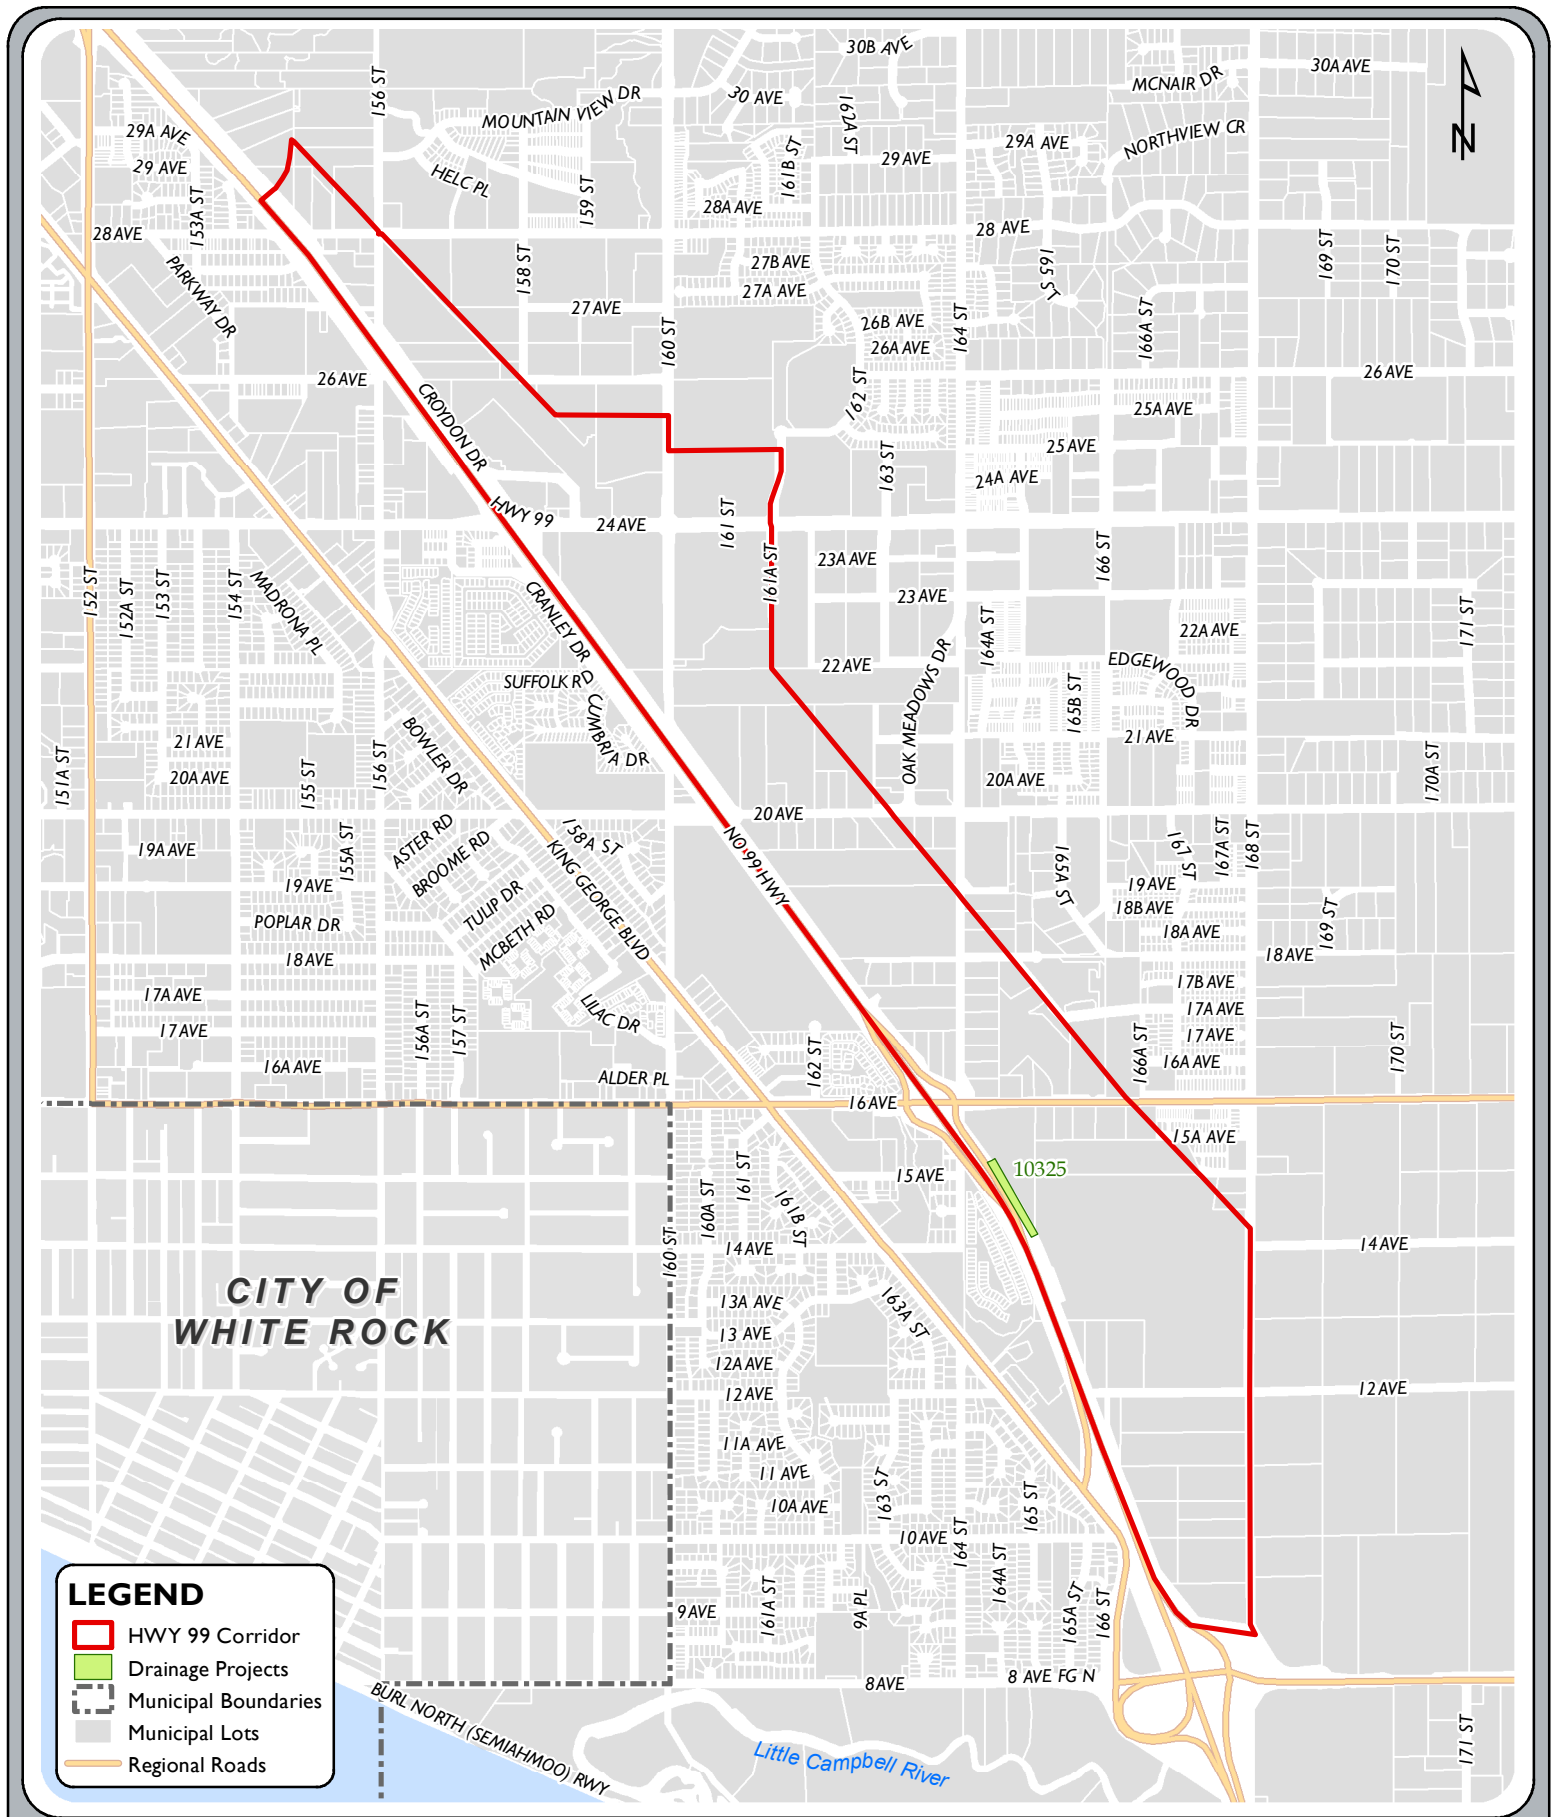 30B AVE
30A AVE
MCNAIR DR
156 ST
MOUNTAIN VIEW DR
30 AVE
162A ST
29A AVE
29 AVE
HELC PL
161B ST
29 AVE
29A AVE
NORTHVIEW CR
N
153A ST
159 ST
28A AVE
28 AVE
28 AVE
PARKWAY DR
158 ST
27B AVE
27A AVE
165 ST
169 ST
170 ST
27 AVE
160 ST
26B AVE
26A AVE
164 ST
166A ST
26 AVE
CROYDON DR
162 ST
26 AVE
25A AVE
25 AVE
163 ST
24A AVE
HWY 99
24 AVE
161 ST
161A ST
23A AVE
166 ST
152 ST
152A ST
153 ST
154 ST
MADRONA PL
CRANLEY DR
D
23 AVE
164A ST
22A AVE
171 ST
SUFFOLK RD
CUMBRIA DR
22 AVE
OAK MEADOWS DR
EDGEWOOD DR
165B ST
21 AVE
151A ST
21 AVE
20A AVE
155 ST
156 ST
BOWLER DR
20A AVE
170A ST
20 AVE
19A AVE
155A ST
ASTER RD
BROOME RD
158A ST
KING GEORGE BLVD
NO 99 HWY
165A ST
167 ST
167A ST
168 ST
19 AVE
POPLAR DR
TULIP DR
MCBETH RD
19 AVE
18B AVE
18A AVE
169 ST
18 AVE
18 AVE
17A AVE
17 AVE
16A AVE
156A ST
157 ST
LILAC DR
ALDER PL
162 ST
17B AVE
17A AVE
17 AVE
16A AVE
166A ST
170 ST
16 AVE
15A AVE
10325
15 AVE
161 ST
160A ST
161B ST
160 ST
14 AVE
14 AVE
CITY OF
WHITE ROCK
13A AVE
163A ST
13 AVE
12A AVE
12 AVE
12 AVE
11A AVE
11 AVE
10A AVE
163 ST
165 ST
10 AVE
164 ST
164A ST
9 AVE
161A ST
9A PL
165A ST
166 ST
8 AVE
8 AVE FG N
171 ST
BURL NORTH (SEMIAHMOO) RWY
Little Campbell River
LEGEND
HWY 99 Corridor
Drainage Projects
Municipal Boundaries
Municipal Lots
Regional Roads